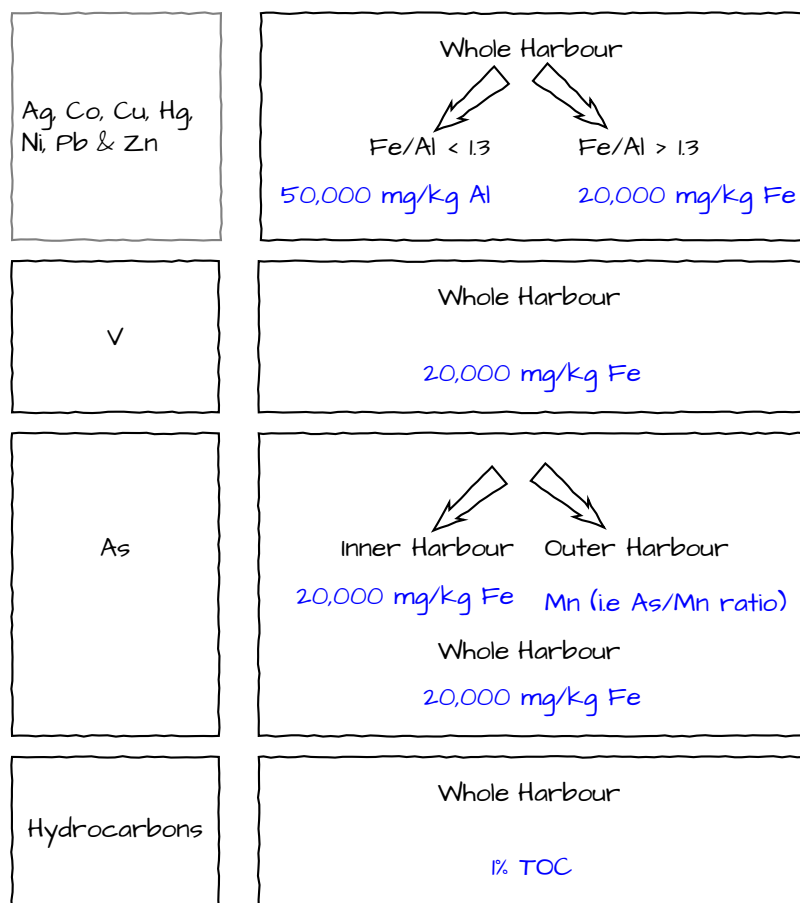 Ag, Co, Cu, Hg,
Ni, Pb & Zn
Whole Harbour
Fe/Al < 1.3
Fe/Al > 1.3
50,000 mg/kg Al
20,000 mg/kg Fe
V
Whole Harbour
20,000 mg/kg Fe
As
Inner Harbour
Outer Harbour
20,000 mg/kg Fe
Mn (i.e As/Mn ratio)
Whole Harbour
20,000 mg/kg Fe
Hydrocarbons
Whole Harbour
1% TOC